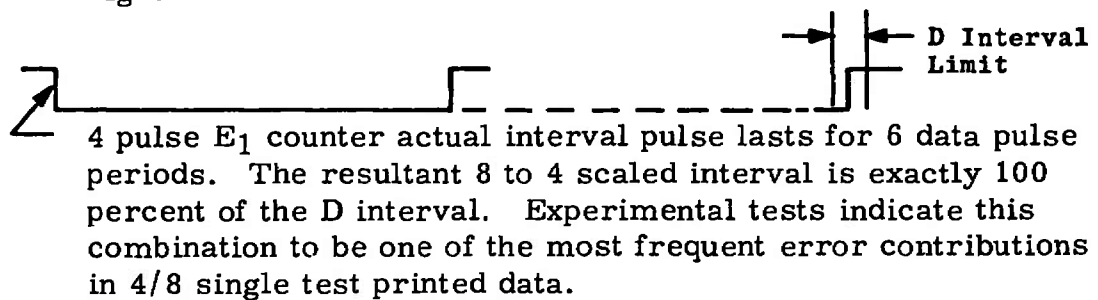 D Interval
Limit
4 pulse E1 counter actual interval pulse lasts for 6 data pulse
periods. The resultant 8 to 4 scaled interval is exactly 100
percent of the D interval. Experimental tests indicate this
combination to be one of the most frequent error contributions
in 4/8 single test printed data.